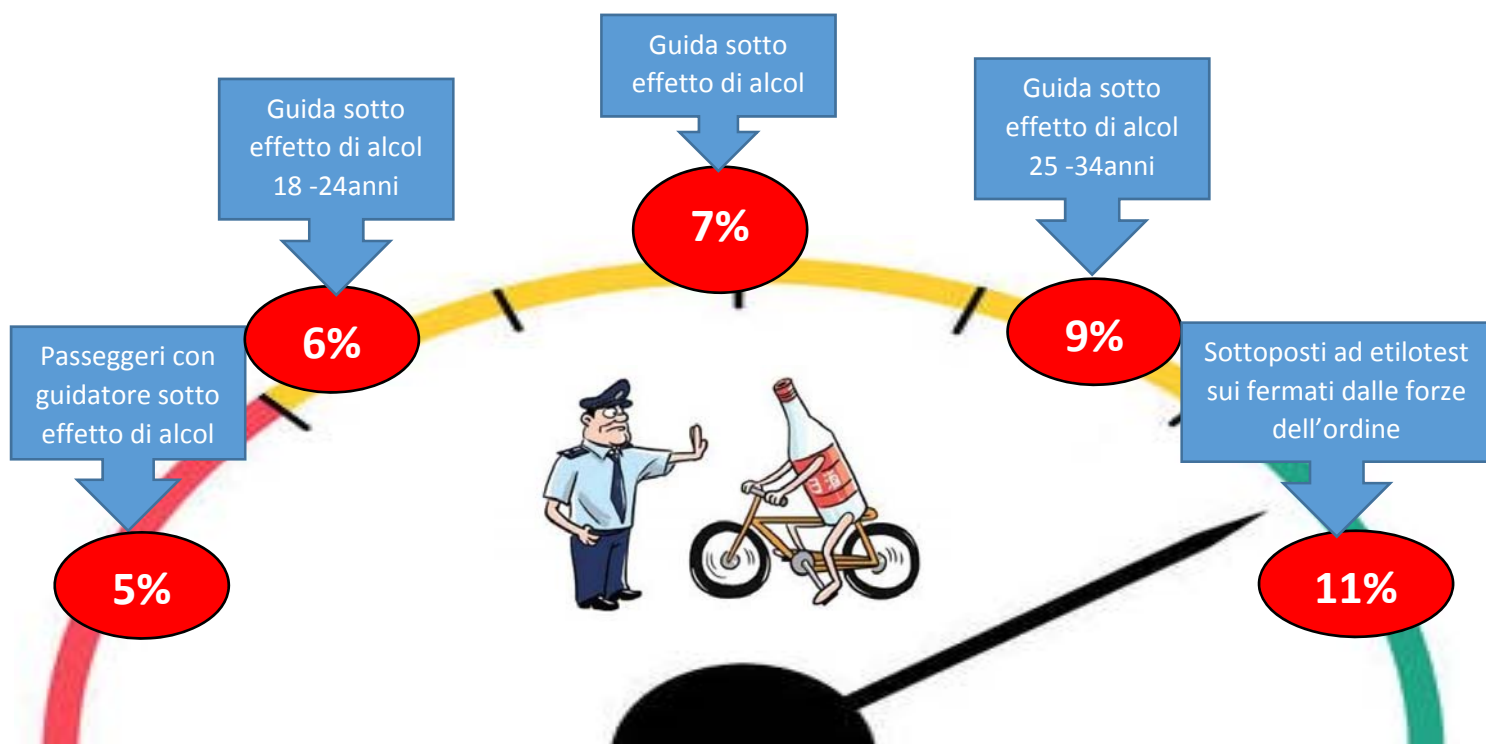 Guida sotto
effetto di alcol
Guida sotto
effetto di alcol
18 -24anni
Guida sotto
effetto di alcol
25 -34anni
7%
6%
9%
Passeggeri con
guidatore sotto
effetto di alcol
Sottoposti ad etilotest
sui fermati dalle forze
dell’ordine
5%
11%
白酒